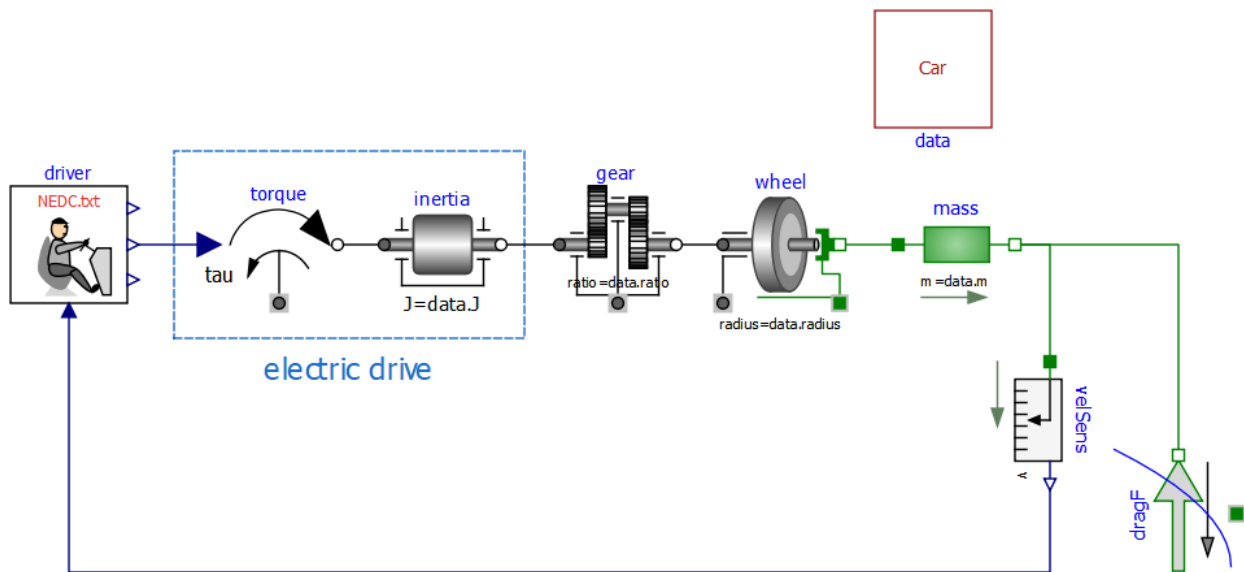 Car
data
driver
NEDC.txt
torque
tau
inertia
J=data.J
electric drive
gear
ratio=data.ratio
wheel
radius=data.radius
mass
m=data.m
velSens
v
dragF